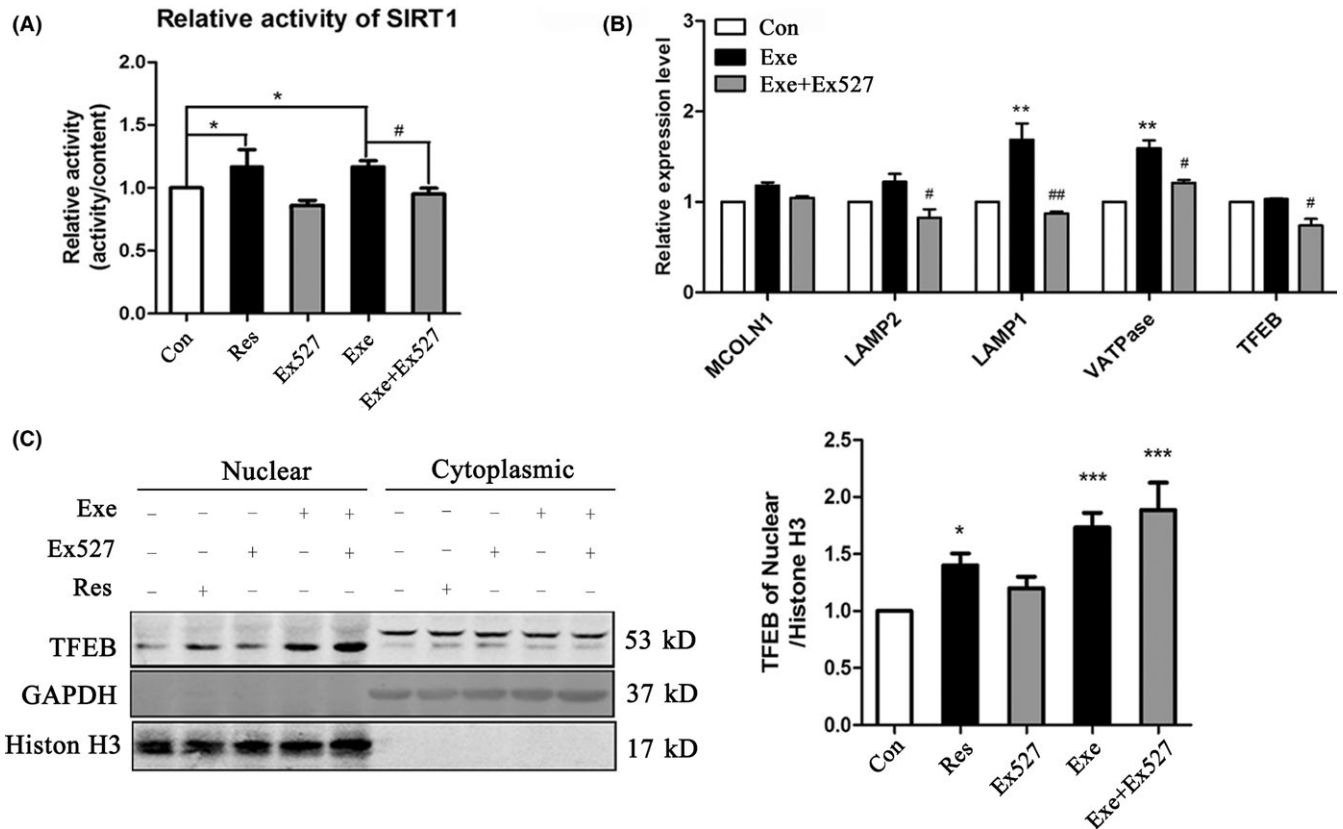 (A)
Relative activity of SIRT1
Relative activity
(activity/content)
2.0
1.5
1.0
0.5
0.0
*
*
#
Con
Res
Ex527
Exe
Exe+Ex527
(B)
Relative expression level
3
2
1
0
Con
Exe
Exe+Ex527
#
**
##
**
#
#
MCOLN1
LAMP2
LAMP1
VATPase
TFEB
(C)
Nuclear
Cytoplasmic
Exe – – – + + – – – + +
Ex527 – – + – + – – + – +
Res – + – – – – + – – –
TFEB
53 kD
GAPDH
37 kD
Histon H3
17 kD
TFEB of Nuclear
/Histone H3
2.5
2.0
1.5
1.0
0.5
0.0
*
***
***
Con
Res
Ex527
Exe
Exe+Ex527